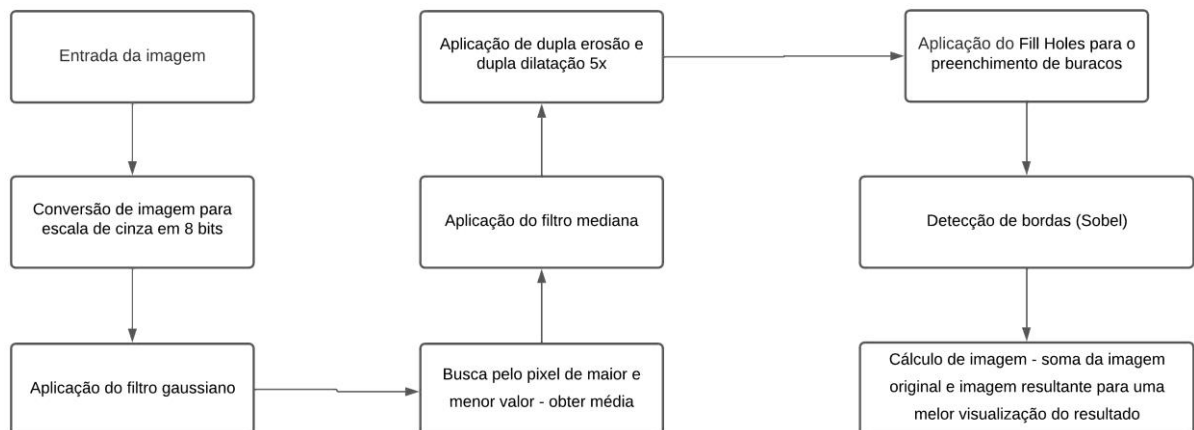 Entrada da imagem
Conversão de imagem para
escala de cinza em 8 bits
Aplicação do filtro gaussiano
Busca pelo pixel de maior e
menor valor - obter média
Aplicação do filtro mediana
Aplicação de dupla erosão e
dupla dilatação 5x
Aplicação do Fill Holes para o
preenchimento de buracos
Detecção de bordas (Sobel)
Cálculo de imagem - soma da imagem
original e imagem resultante para uma
melor visualização do resultado